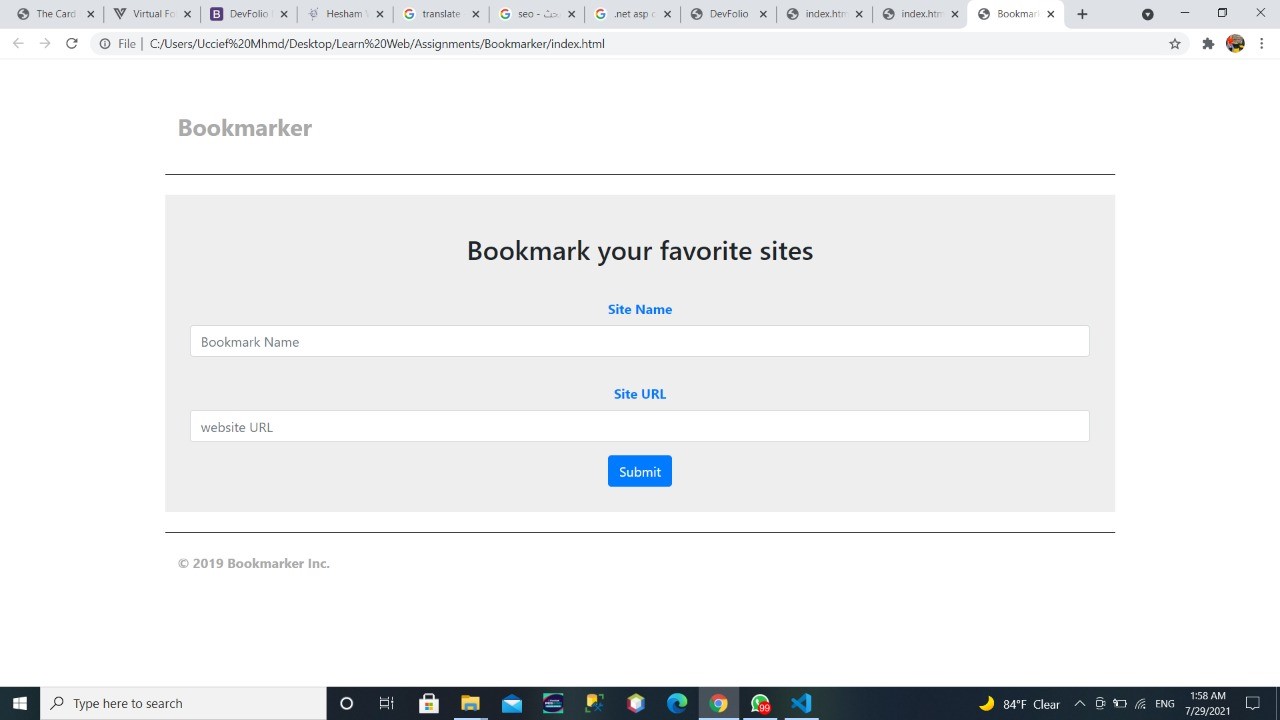 The Card
Virtual Fo
DevFolio
Hesham
translate
seo - بحث
.net asp.
DevFolio
index.htm
index.htm
Bookmark
File | C:/Users/Uccief%20Mhmd/Desktop/Learn%20Web/Assignments/Bookmarker/index.html
Bookmarker
Bookmark your favorite sites
Site Name
Bookmark Name
Site URL
website URL
Submit
© 2019 Bookmarker Inc.
Type here to search
99
84°F Clear
ENG
1:58 AM
7/29/2021